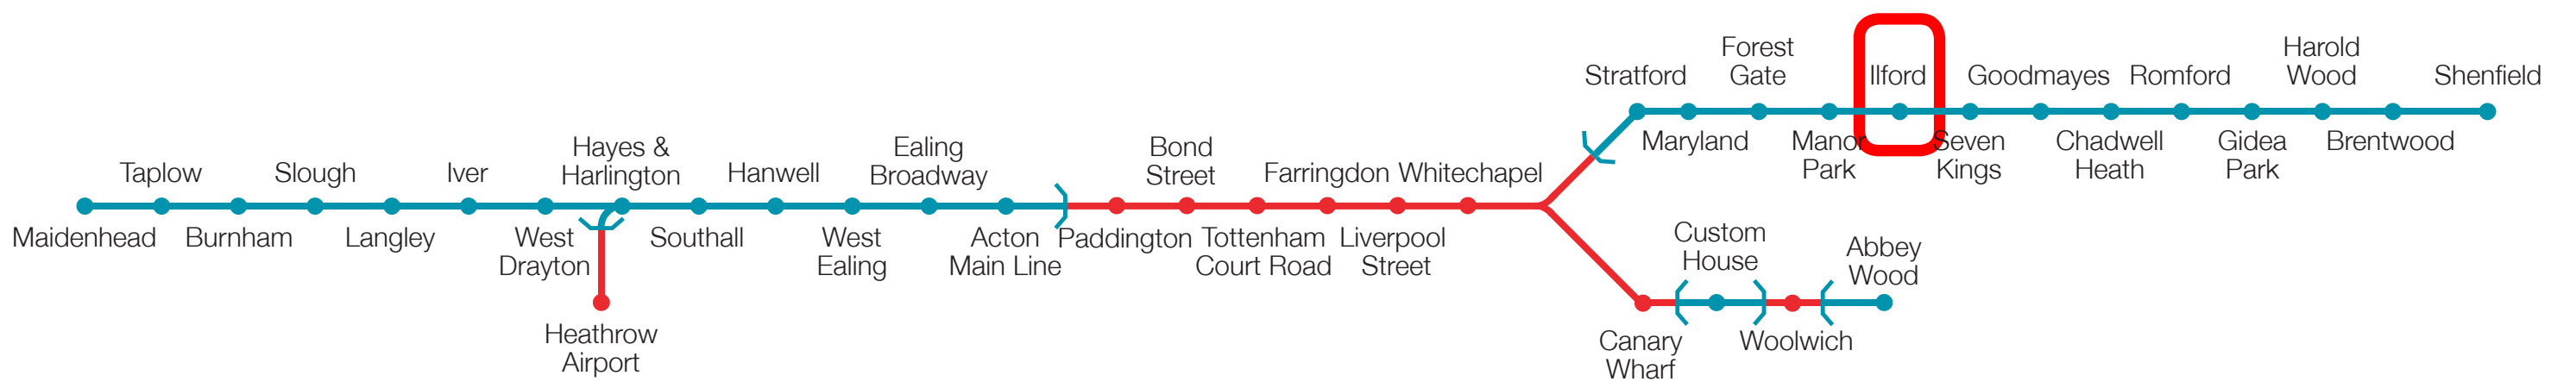 Forest
Harold
Stratford
Gate
Ilford
Goodmayes
Romford
Wood
Shenfield
Maryland
Manor
Park
Seven
Kings
Chadwell
Heath
Gidea
Park
Brentwood
Hayes &
Harlington
Ealing
Broadway
Bond
Street
Taplow
Slough
Iver
Hanwell
Farringdon
Whitechapel
Maidenhead
Burnham
Langley
West
Drayton
Southall
West
Ealing
Acton
Main Line
Paddington
Tottenham
Court Road
Liverpool
Street
Custom
House
Abbey
Wood
Heathrow
Airport
Canary
Wharf
Woolwich